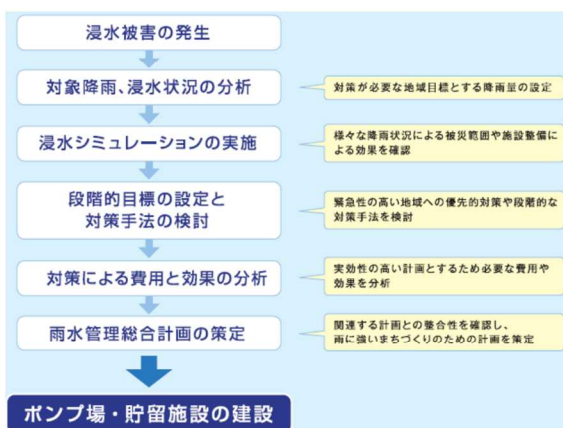 浸水被害の発生
対象降雨、浸水状況の分析
対策が必要な地域目標とする降雨量の設定
浸水シミュレーションの実施
様々な降雨状況による被災範囲や施設整備に
よる効果を確認
段階的目標の設定と
対策手法の検討
緊急性の高い地域への優先的対策や段階的な
対策手法を検討
対策による費用と効果の分析
実効性の高い計画とするため必要な費用や
効果を分析
雨水管理総合計画の策定
関連する計画との整合性を確認し、
雨に強いまちづくりのための計画を策定
ポンプ場・貯留施設の建設